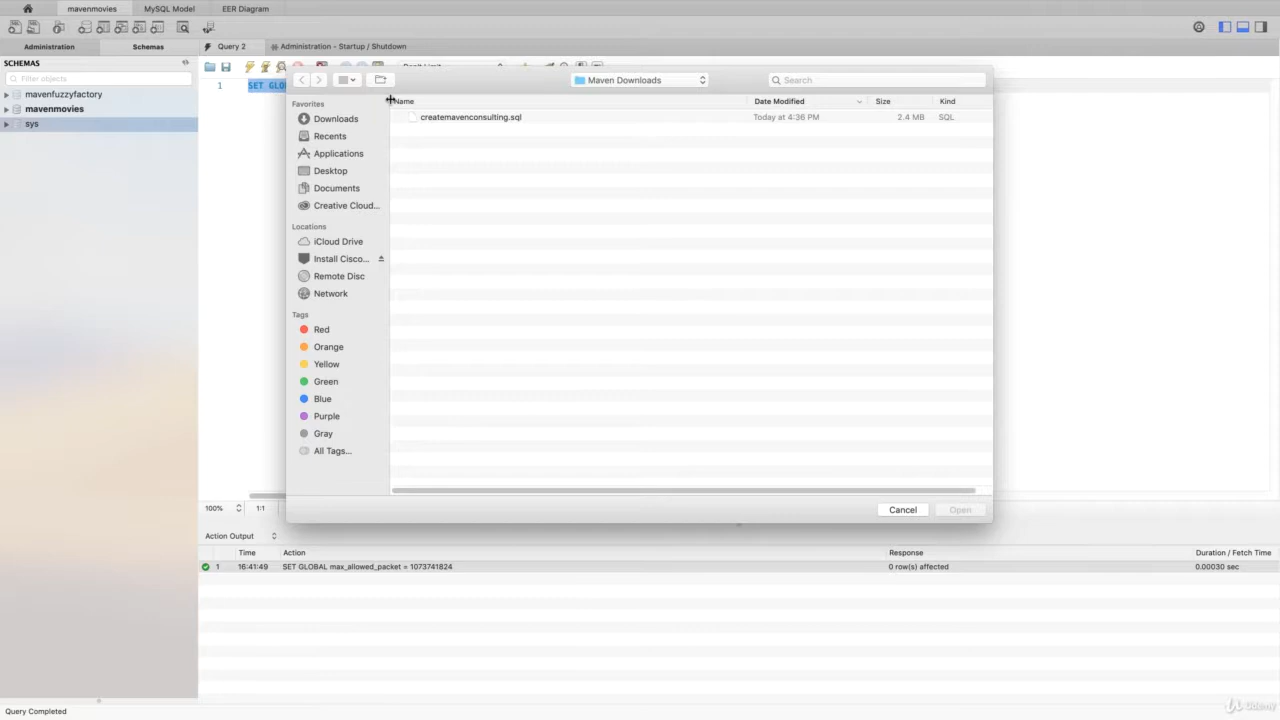 mavenmovies MySQL Model EER Diagram
Administration Schemas Query 2 Administration - Startup / Shutdown
SCHEMAS
Filter objects
mavenfuzzyfactory
mavenmovies
sys
1 SET GLO
Maven Downloads Search
Favorites
Downloads
Recents
Applications
Desktop
Documents
Creative Cloud...
Locations
iCloud Drive
Install Cisco...
Remote Disc
Network
Tags
Red
Orange
Yellow
Green
Blue
Purple
Gray
All Tags...
Name Date Modified Size Kind
createmavenconsulting.sql Today at 4:36 PM 2.4 MB SQL
Cancel Open
100% 1:1
Action Output
Time Action Response Duration / Fetch Time
1 16:41:49 SET GLOBAL max_allowed_packet = 1073741824 0 row(s) affected 0.00030 sec
Query Completed
Udemy